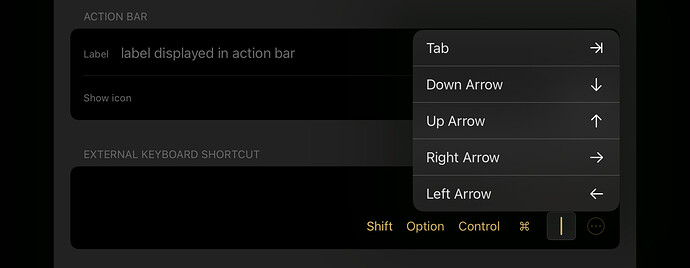 ACTION BAR
Label label displayed in action bar
Show icon
Tab
Down Arrow
Up Arrow
Right Arrow
Left Arrow
EXTERNAL KEYBOARD SHORTCUT
Shift Option Control ⌘